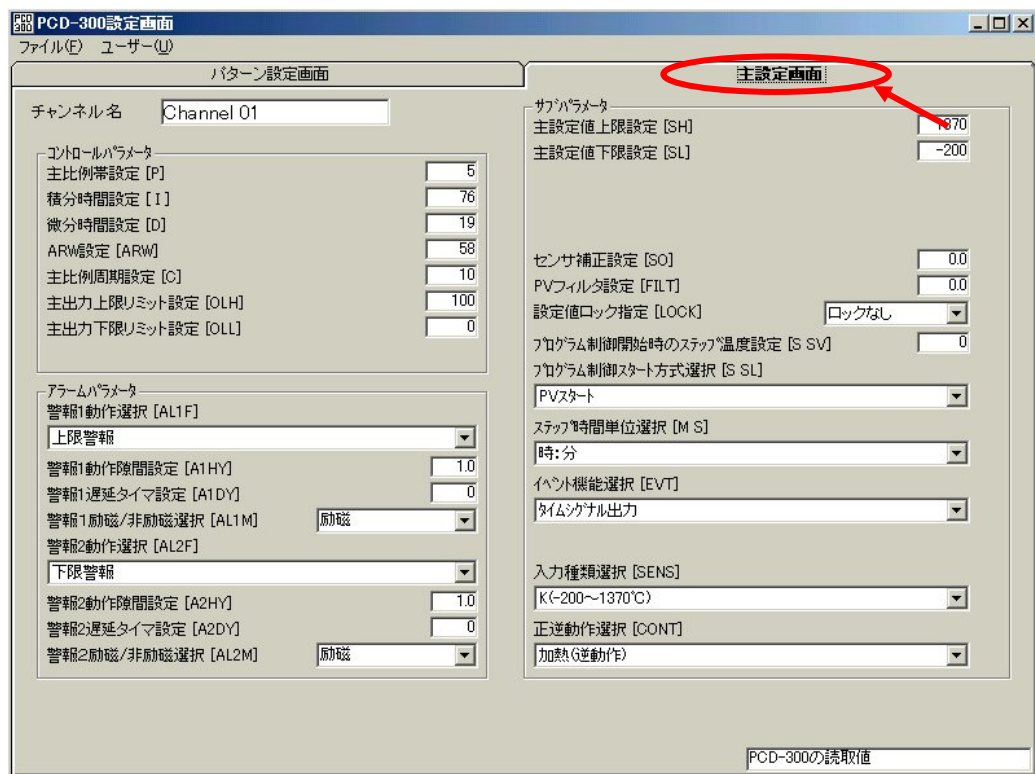 PCD-300設定画面
ファイル(F) ユーザー(U)
パターン設定画面
主設定画面
チャンネル名 Channel 01
コントロールパラメータ
主比例帯設定 [P] 5
積分時間設定 [I] 76
微分時間設定 [D] 19
ARW設定 [ARW] 58
主比例周期設定 [C] 10
主出力上限リミット設定 [OLH] 100
主出力下限リミット設定 [OLL] 0
アラームパラメータ
警報1動作選択 [AL1F]
上限警報
警報1動作隙間設定 [A1HY] 1.0
警報1遅延タイマ設定 [A1DY] 0
警報1励磁/非励磁選択 [AL1M] 励磁
警報2動作選択 [AL2F]
下限警報
警報2動作隙間設定 [A2HY] 1.0
警報2遅延タイマ設定 [A2DY] 0
警報2励磁/非励磁選択 [AL2M] 励磁
サブパラメータ
主設定値上限設定 [SH] 1370
主設定値下限設定 [SL] -200
センサ補正設定 [SO] 0.0
PVフィルタ設定 [FILT] 0.0
設定値ロック指定 [LOCK] ロックなし
プログラム制御開始時のステップ温度設定 [S SV] 0
プログラム制御スタート方式選択 [S SL]
PVスタート
ステップ時間単位選択 [M S]
時:分
イベント機能選択 [EVT]
タイムシグナル出力
入力種類選択 [SENS]
K(-200～1370℃)
正逆動作選択 [CONT]
加熱(逆動作)
PCD-300の読取値